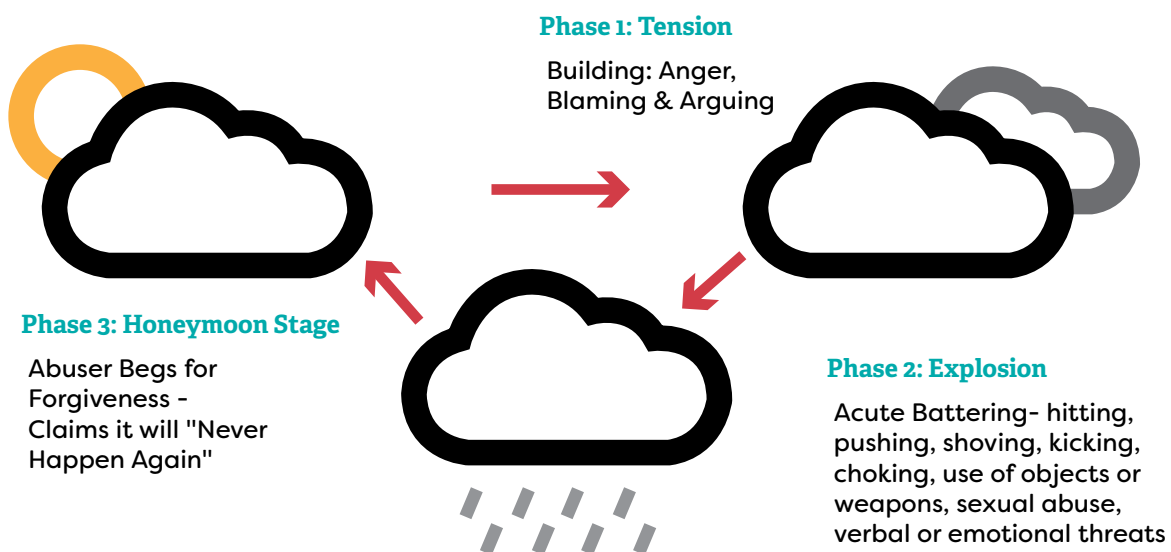 Phase 1: Tension
Building: Anger,
Blaming & Arguing
Phase 2: Explosion
Acute Battering- hitting,
pushing, shoving, kicking,
choking, use of objects or
weapons, sexual abuse,
verbal or emotional threats
Phase 3: Honeymoon Stage
Abuser Begs for
Forgiveness -
Claims it will "Never
Happen Again"